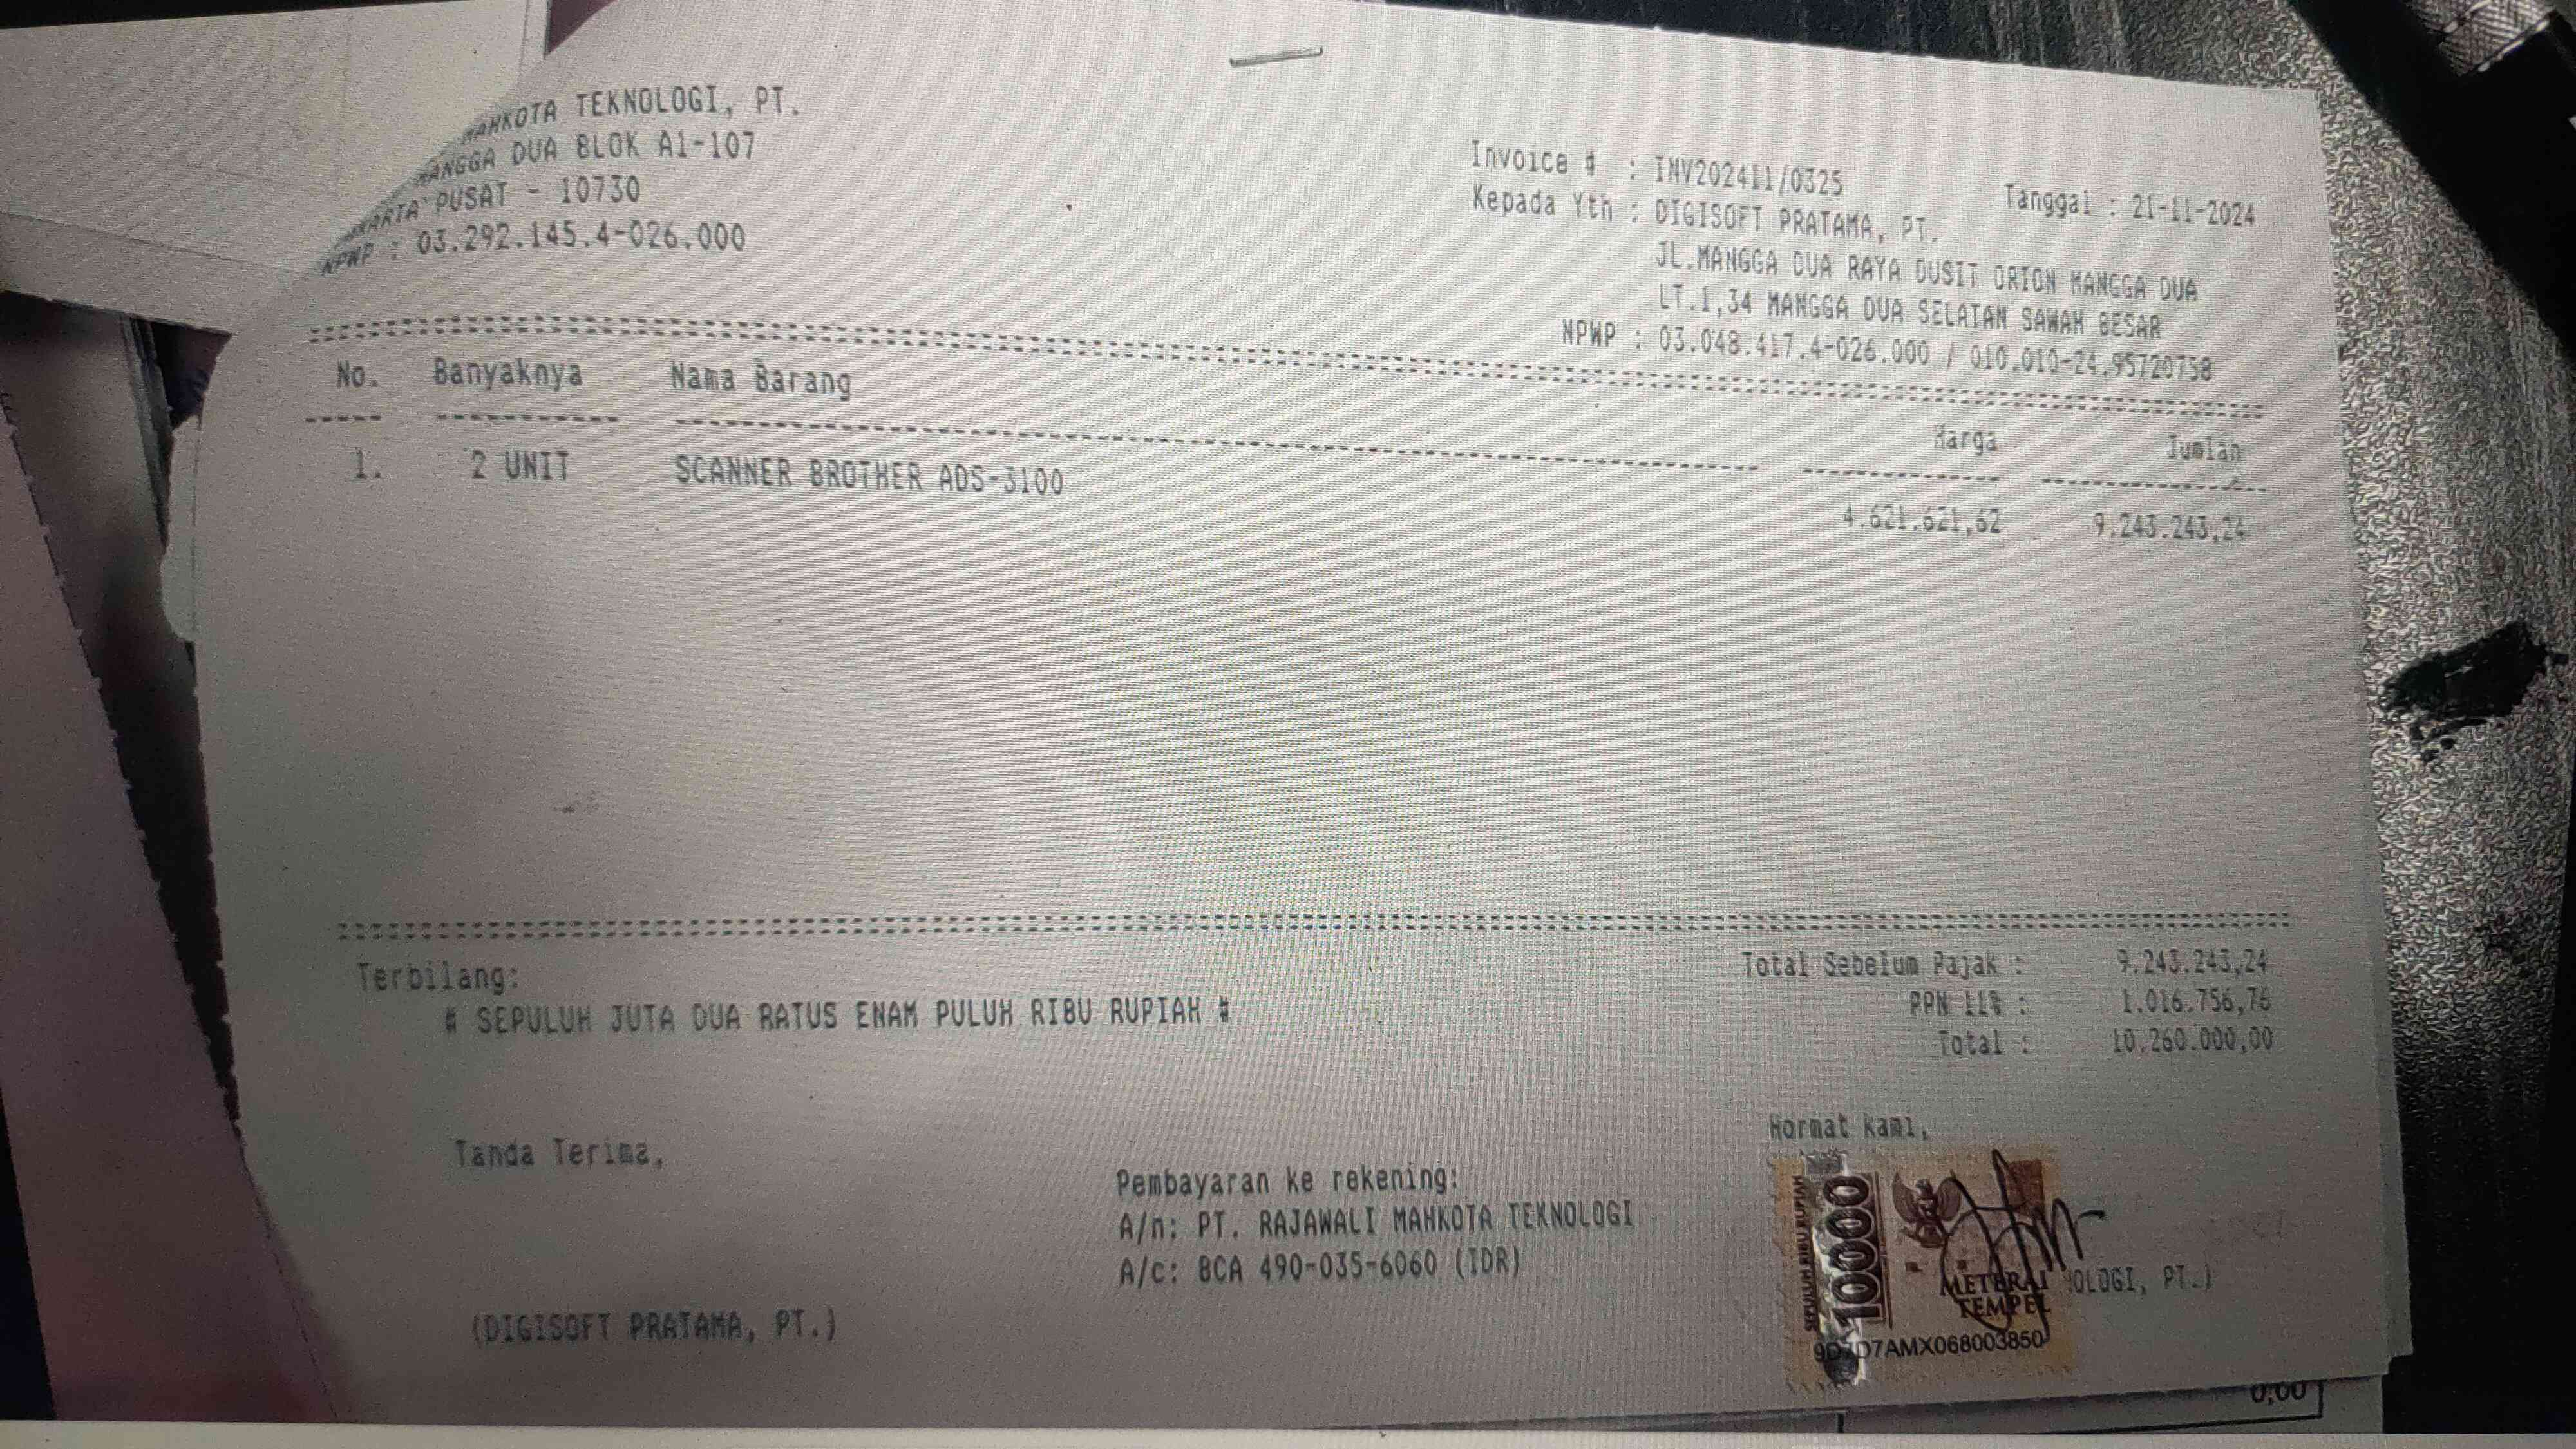 MAHKOTA TEKNOLOGI, PT.
MANGGA DUA BLOK A1-107
PUSAT - 10730
NPWP : 03.292.145.4-026.000
Invoice # : INV202411/0325
Tanggal : 21-11-2024
Kepada Yth : DIGISOFT PRATAMA, PT.
JL.MANGGA DUA RAYA DUSIT ORION MANGGA DUA
LT.1,34 MANGGA DUA SELATAN SAWAH BESAR
NPWP : 03.048.417.4-026.000 / 010.010-24.95720758
No. Banyaknya Nama Barang Harga Jumlah
1. 2 UNIT SCANNER BROTHER ADS-3100 4.621.621,62 9.243.243,24
Terbilang:
# SEPULUH JUTA DUA RATUS ENAM PULUH RIBU RUPIAH #
Total Sebelum Pajak : 9.243.243,24
PPN 11% : 1.016.756,76
Total : 10.260.000,00
Tanda Terima,
Hormat kami,
Pembayaran ke rekening:
A/n: PT. RAJAWALI MAHKOTA TEKNOLOGI
A/c: BCA 490-035-6060 (IDR)
(DIGISOFT PRATAMA, PT.)
SEPULUH RIBU RUPIAH
10000
METERAI
TEMPEL
OLOGI, PT.)
D7AMX068003850
0,00